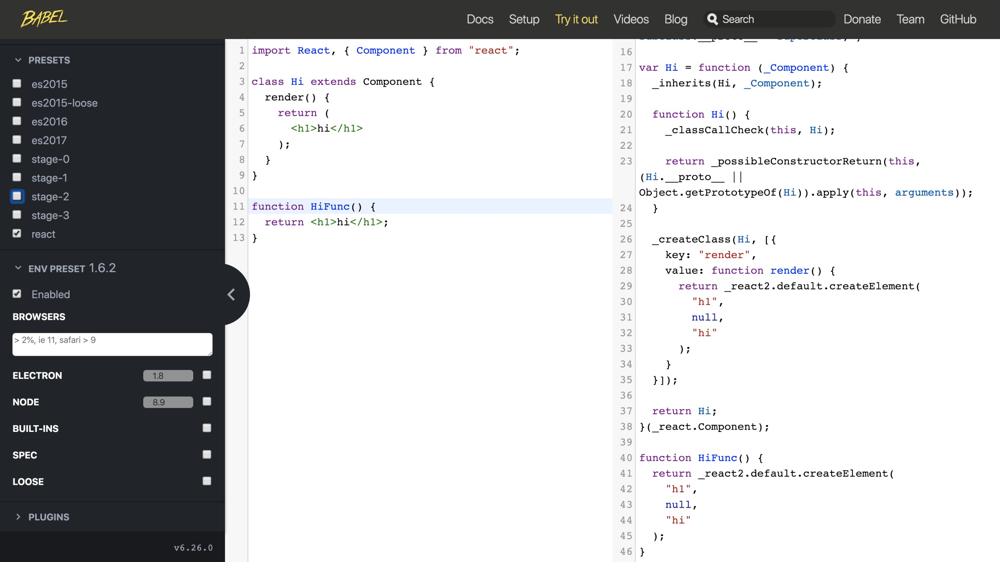 BABEL
Docs Setup Try it out Videos Blog Search Donate Team GitHub
PRESETS
es2015
es2015-loose
es2016
es2017
stage-0
stage-1
stage-2
stage-3
react
ENV PRESET 1.6.2
Enabled
BROWSERS
> 2%, ie 11, safari > 9
ELECTRON 1.8
NODE 8.9
BUILT-INS
SPEC
LOOSE
PLUGINS
v6.26.0
1 import React, { Component } from "react";
2
3 class Hi extends Component {
4   render() {
5     return (
6       <h1>hi</h1>
7     );
8   }
9 }
10
11 function HiFunc() {
12   return <h1>hi</h1>;
13 }
16
17 var Hi = function (_Component) {
18   _inherits(Hi, _Component);
19
20   function Hi() {
21     _classCallCheck(this, Hi);
22
23     return _possibleConstructorReturn(this,
(Hi.__proto__ ||
Object.getPrototypeOf(Hi)).apply(this, arguments));
24   }
25
26   _createClass(Hi, [{
27     key: "render",
28     value: function render() {
29       return _react2.default.createElement(
30         "h1",
31         null,
32         "hi"
33       );
34     }
35   }]);
36
37   return Hi;
38 }(_react.Component);
39
40 function HiFunc() {
41   return _react2.default.createElement(
42     "h1",
43     null,
44     "hi"
45   );
46 }